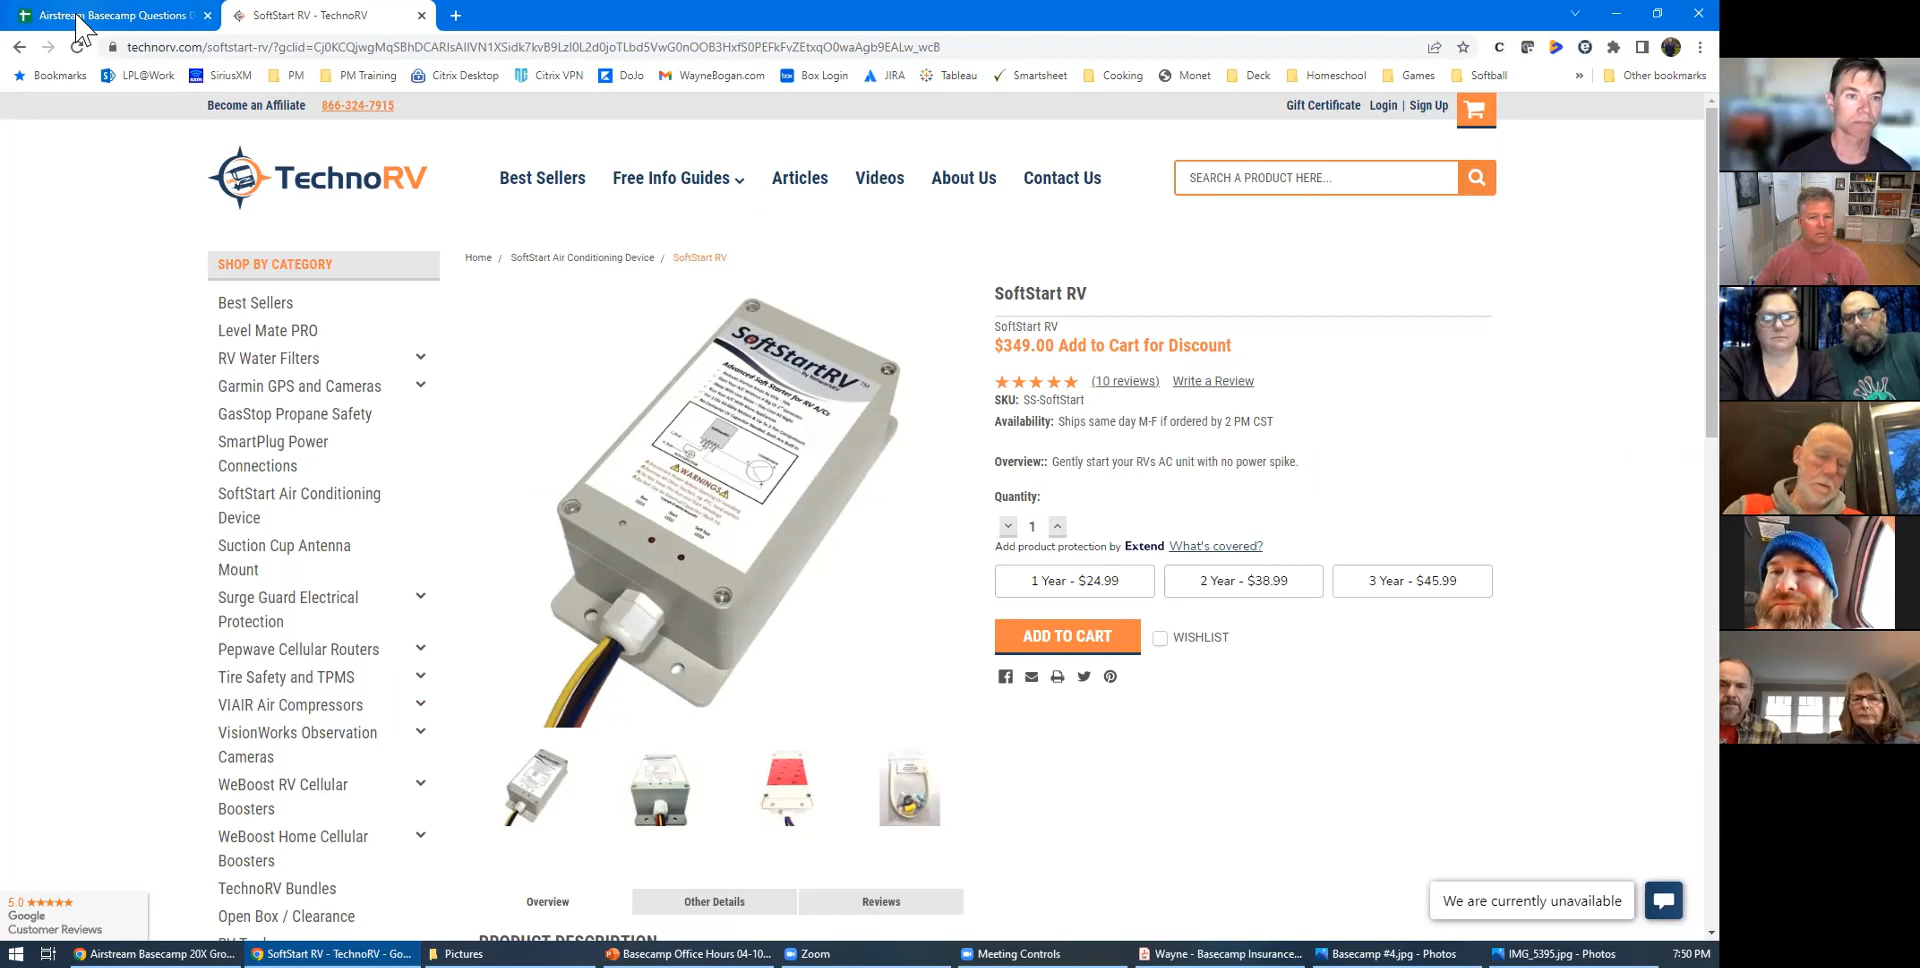 Airstream Basecamp Questions
SoftStart RV - TechnoRV
technorv.com/softstart-rv/?gclid=Cj0KCQjwgMqSBhDCARIsAIIVN1XSidk7kvB9LzI0L2d0joTLbd5VwG0nOOB3HxfS0PEFkFvZEtxqO0waAgb9EALw_wcB
Bookmarks LPL@Work SiriusXM PM PM Training Citrix Desktop Citrix VPN DoJo WayneBogan.com Box Login JIRA Tableau Smartsheet Cooking Monet Deck Homeschool Games Softball » Other bookmarks
Become an Affiliate 866-324-7915 Gift Certificate Login | Sign Up
TechnoRV Best Sellers Free Info Guides Articles Videos About Us Contact Us SEARCH A PRODUCT HERE...
SHOP BY CATEGORY
Best Sellers
Level Mate PRO
RV Water Filters
Garmin GPS and Cameras
GasStop Propane Safety
SmartPlug Power
Connections
SoftStart Air Conditioning
Device
Suction Cup Antenna
Mount
Surge Guard Electrical
Protection
Pepwave Cellular Routers
Tire Safety and TPMS
VIAIR Air Compressors
VisionWorks Observation
Cameras
WeBoost RV Cellular
Boosters
WeBoost Home Cellular
Boosters
TechnoRV Bundles
Open Box / Clearance
Home / SoftStart Air Conditioning Device / SoftStart RV
SoftStartRV™
Advanced Soft Starter for RV A/Cs
WARNINGS
SoftStart RV
SoftStart RV
$349.00 Add to Cart for Discount
(10 reviews) Write a Review
SKU: SS-SoftStart
Availability: Ships same day M-F if ordered by 2 PM CST
Overview:: Gently start your RVs AC unit with no power spike.
Quantity:
1
Add product protection by Extend What's covered?
1 Year - $24.99 2 Year - $38.99 3 Year - $45.99
ADD TO CART WISHLIST
Overview Other Details Reviews
PRODUCT DESCRIPTION
We are currently unavailable
5.0 ★★★★★
Google
Customer Reviews
Airstream Basecamp 20X Gro... SoftStart RV - TechnoRV - Go... Pictures Basecamp Office Hours 04-10... Zoom Meeting Controls Wayne - Basecamp Insurance... Basecamp #4.jpg - Photos IMG_5395.jpg - Photos 7:50 PM